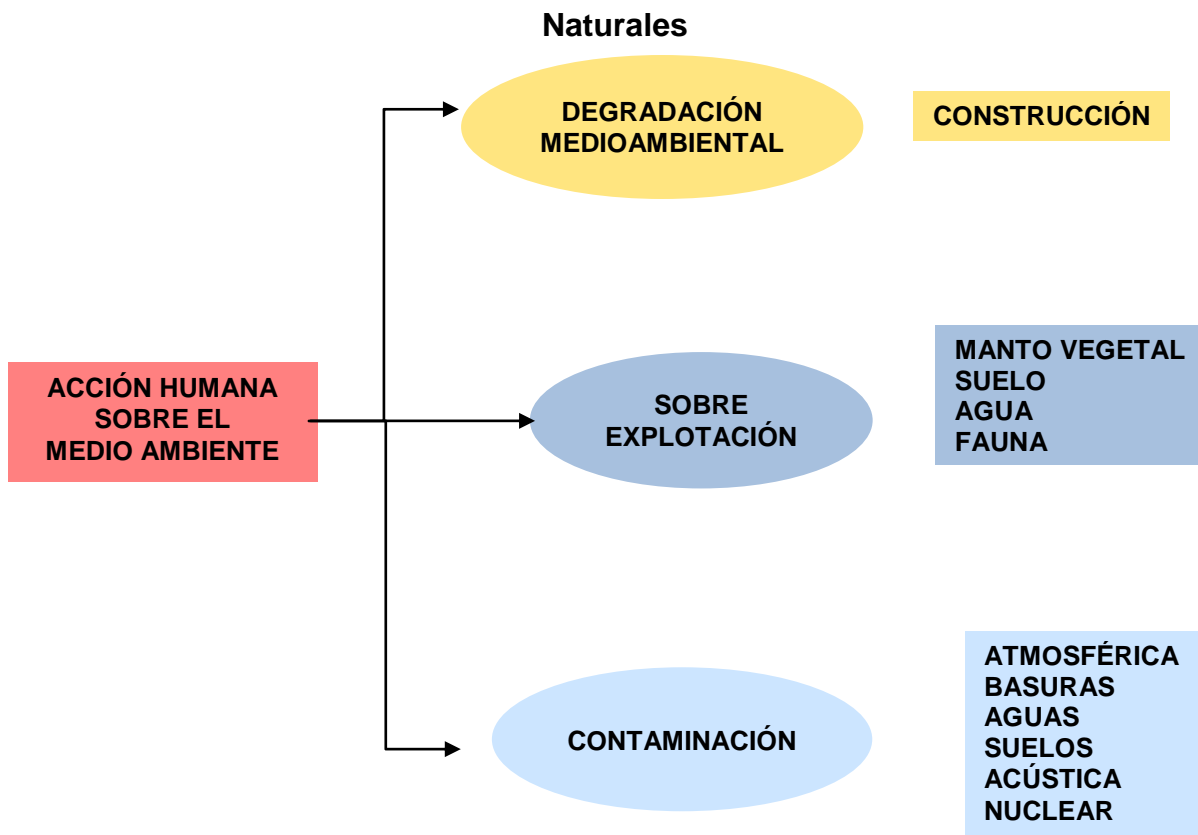 Naturales
DEGRADACIÓN
MEDIOAMBIENTAL
CONSTRUCCIÓN
ACCIÓN HUMANA
SOBRE EL
MEDIO AMBIENTE
SOBRE
EXPLOTACIÓN
MANTO VEGETAL
SUELO
AGUA
FAUNA
CONTAMINACIÓN
ATMOSFÉRICA
BASURAS
AGUAS
SUELOS
ACÚSTICA
NUCLEAR